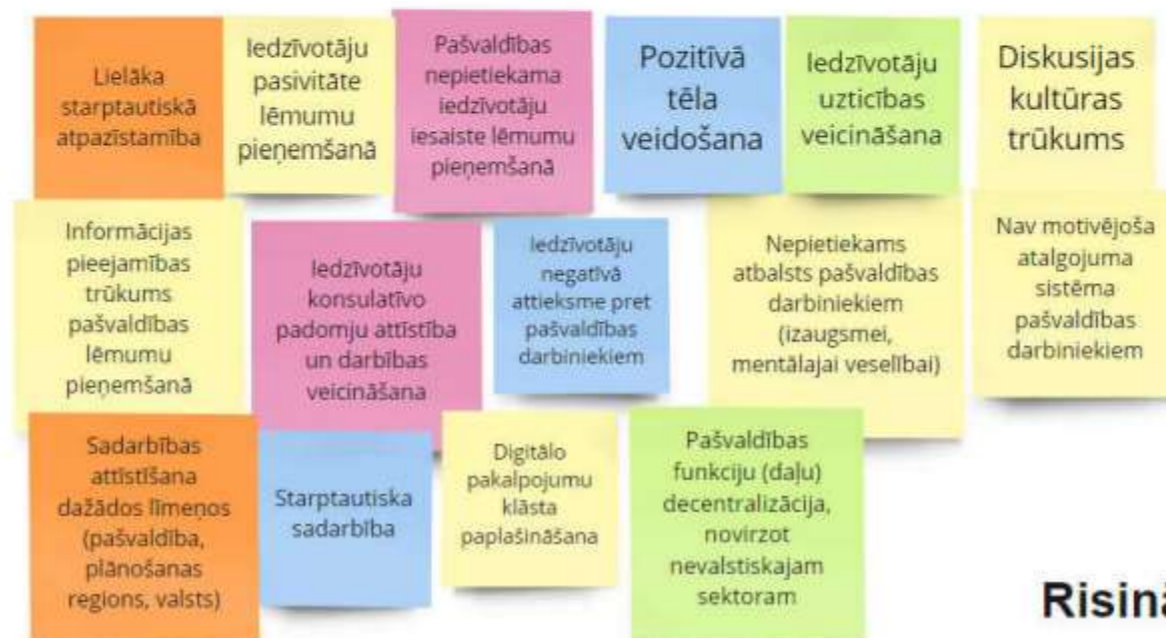 Lielāka
starptautiskā
atpazīstamība
Iedzīvotāju
pasivitāte
lēmumu
pieņemšanā
Pašvaldības
nepietiekama
iedzīvotāju
iesaiste lēmumu
pieņemšanā
Pozitīvā
tēla
veidošana
Iedzīvotāju
uzticības
veicināšana
Diskusijas
kultūras
trūkums
Informācijas
pieejamības
trūkums
pašvaldības
lēmumu
pieņemšanā
Iedzīvotāju
konsulatīvo
padomju attīstība
un darbības
veicināšana
Iedzīvotāju
negatīvā
attieksme pret
pašvaldības
darbiniekiem
Nepietiekams
atbalsts pašvaldības
darbiniekiem
(izaugsmei,
mentālajai veselībai)
Nav motivējoša
atalgojuma
sistēma
pašvaldības
darbiniekiem
Sadarbības
attīstīšana
dažādos līmeņos
(pašvaldība,
plānošanas
regions, valsts)
Starptautiska
sadarbība
Digitālo
pakalpojumu
klāsta
paplašināšana
Pašvaldības
funkciju (daļu)
decentralizācija,
novirzot
nevalstiskajam
sektoram